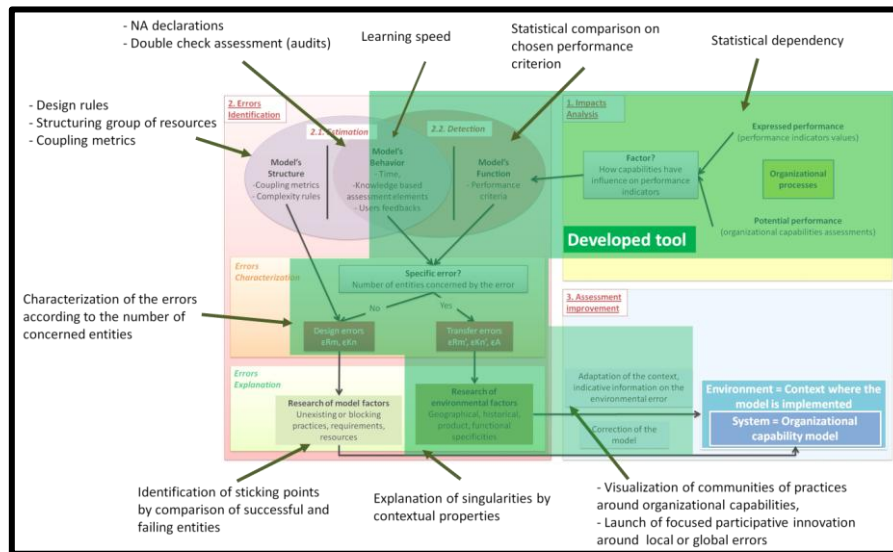 - NA declarations
- Double check assessment (audits)
Learning speed
Statistical comparison on
chosen performance
criterion
Statistical dependency
- Design rules
- Structuring group of resources
- Coupling metrics
2. Errors
Identification
2.1. Estimation
2.2. Detection
1. Impacts
Analysis
Model's
Structure
-Coupling metrics
-Complexity rules
Model's
Behavior
- Time,
-Knowledge based
assessment elements
- Users feedbacks
Model's
Function
- Performance
criteria
Factor?
How capabilities have
influence on performance
indicators
Expressed performance
(performance indicators values)
Organizational
processes
Potential performance
(organizational capabilities assessments)
Developed tool
Errors
Characterization
Specific error?
Number of entities concerned by the error
No
Yes
Design errors
εRm, εKn
Transfer errors
εRm', εKn', εA
Characterization of the errors
according to the number of
concerned entities
3. Assessment
improvement
Errors
Explanation
Research of model factors
Unexisting or blocking
practices, requirements,
resources
Research of
environmental factors
Geographical, historical,
product, functional
specificities
Adaptation of the context,
indicative information on the
environmental error
Correction of the
model
Environment = Context where the
model is implemented
System = Organizational
capability model
Identification of sticking points
by comparison of successful and
failing entities
Explanation of singularities by
contextual properties
- Visualization of communities of practices
around organizational capabilities,
- Launch of focused participative innovation
around local or global errors